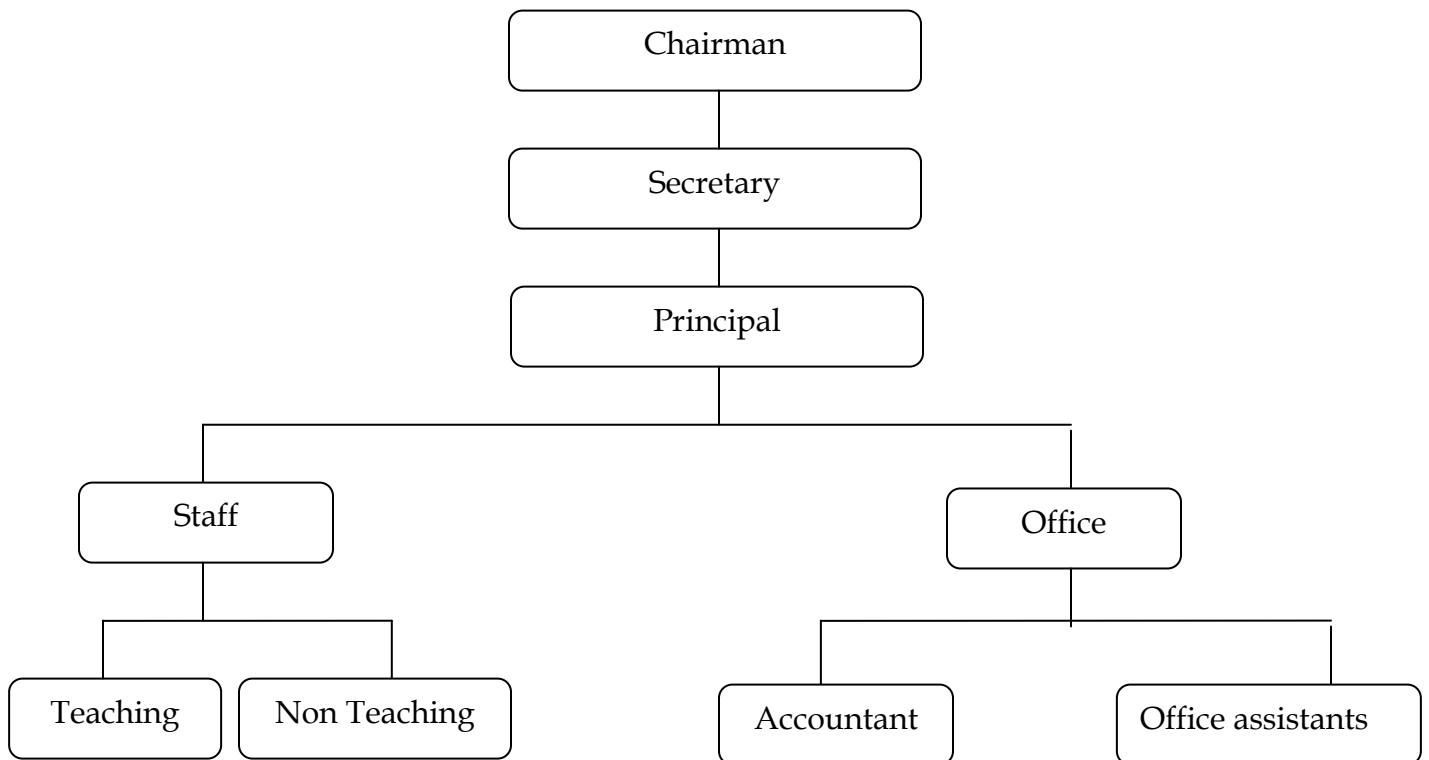 Chairman
Secretary
Principal
Staff
Office
Teaching
Non Teaching
Accountant
Office assistants